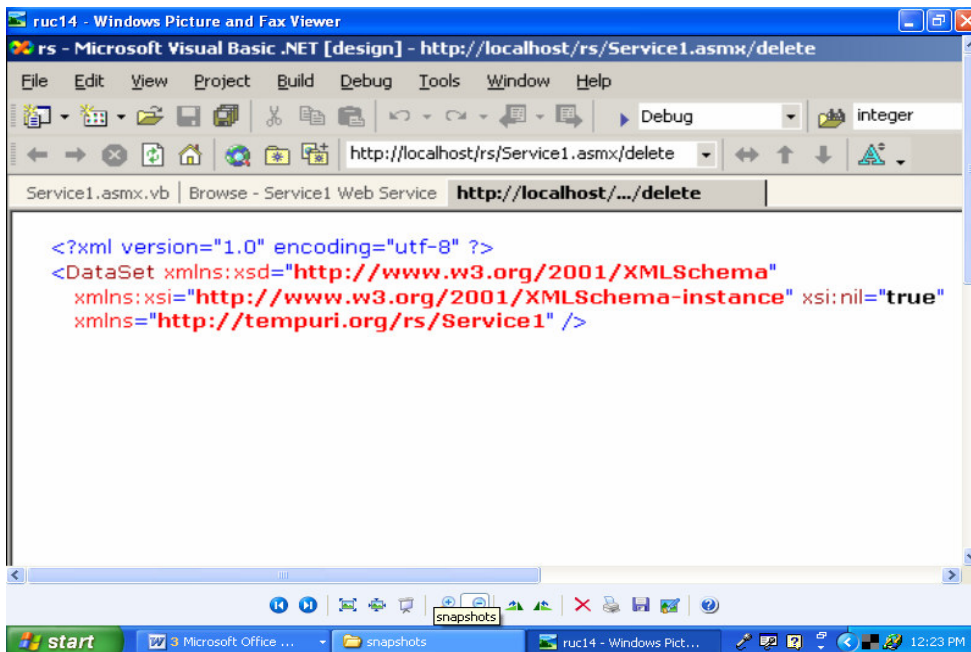 ruc14 - Windows Picture and Fax Viewer
rs - Microsoft Visual Basic .NET [design] - http://localhost/rs/Service1.asmx/delete
File Edit View Project Build Debug Tools Window Help
Debug integer
http://localhost/rs/Service1.asmx/delete
Service1.asmx.vb Browse - Service1 Web Service http://localhost/.../delete
<?xml version="1.0" encoding="utf-8" ?>
<DataSet xmlns:xsd="http://www.w3.org/2001/XMLSchema"
xmlns:xsi="http://www.w3.org/2001/XMLSchema-instance" xsi:nil="true"
xmlns="http://tempuri.org/rs/Service1" />
snapshots
start 3 Microsoft Office ... snapshots ruc14 - Windows Pict... 12:23 PM